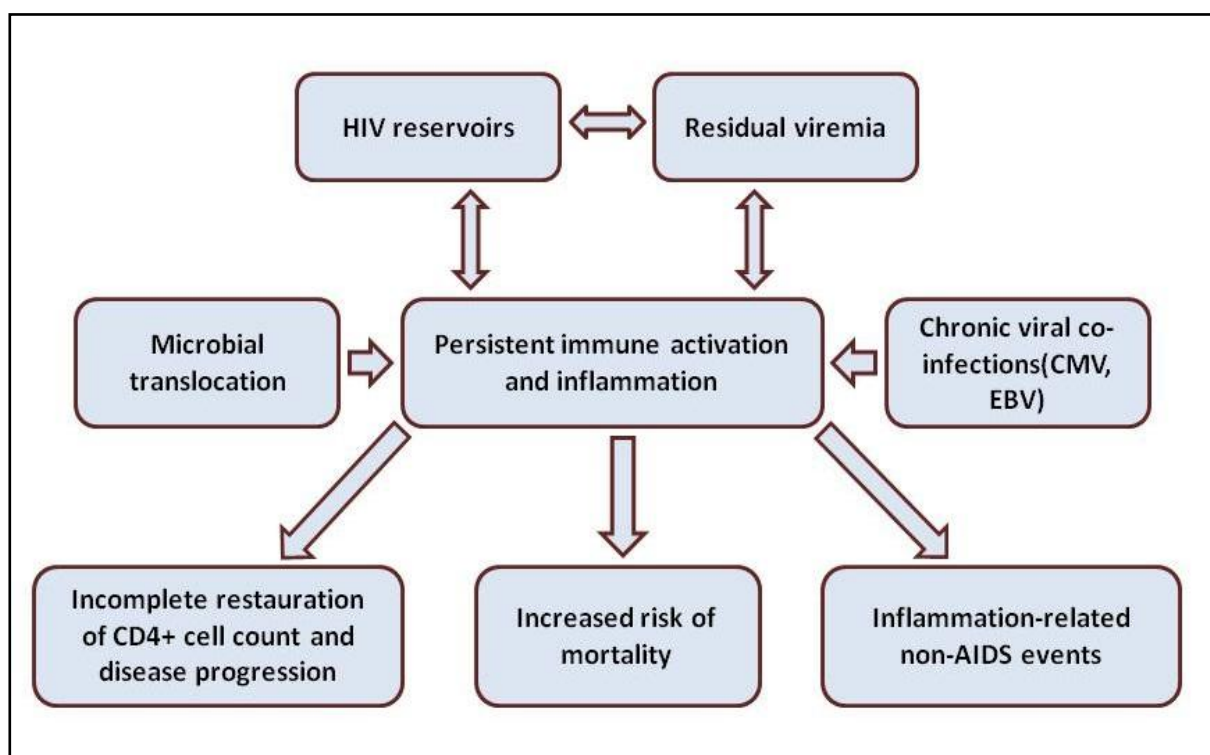 HIV reservoirs
Residual viremia
Microbial
translocation
Persistent immune activation
and inflammation
Chronic viral co-
infections(CMV,
EBV)
Incomplete restauration
of CD4+ cell count and
disease progression
Increased risk of
mortality
Inflammation-related
non-AIDS events